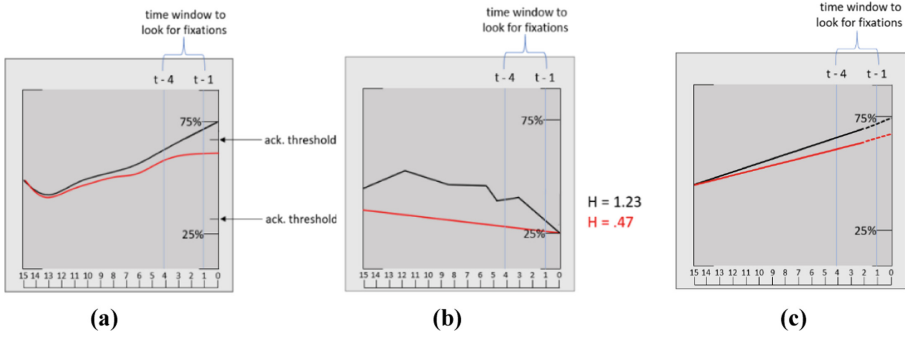 time window to
look for fixations
t - 4 t - 1
75%
ack. threshold
ack. threshold
25%
15 14 13 12 11 10 9 8 7 6 5 4 3 2 1 0
(a)
time window to
look for fixations
t - 4 t - 1
75%
H = 1.23
H = .47
25%
15 14 13 12 11 10 9 8 7 6 5 4 3 2 1 0
(b)
time window to
look for fixations
t - 4 t - 1
75%
25%
15 14 13 12 11 10 9 8 7 6 5 4 3 2 1 0
(c)